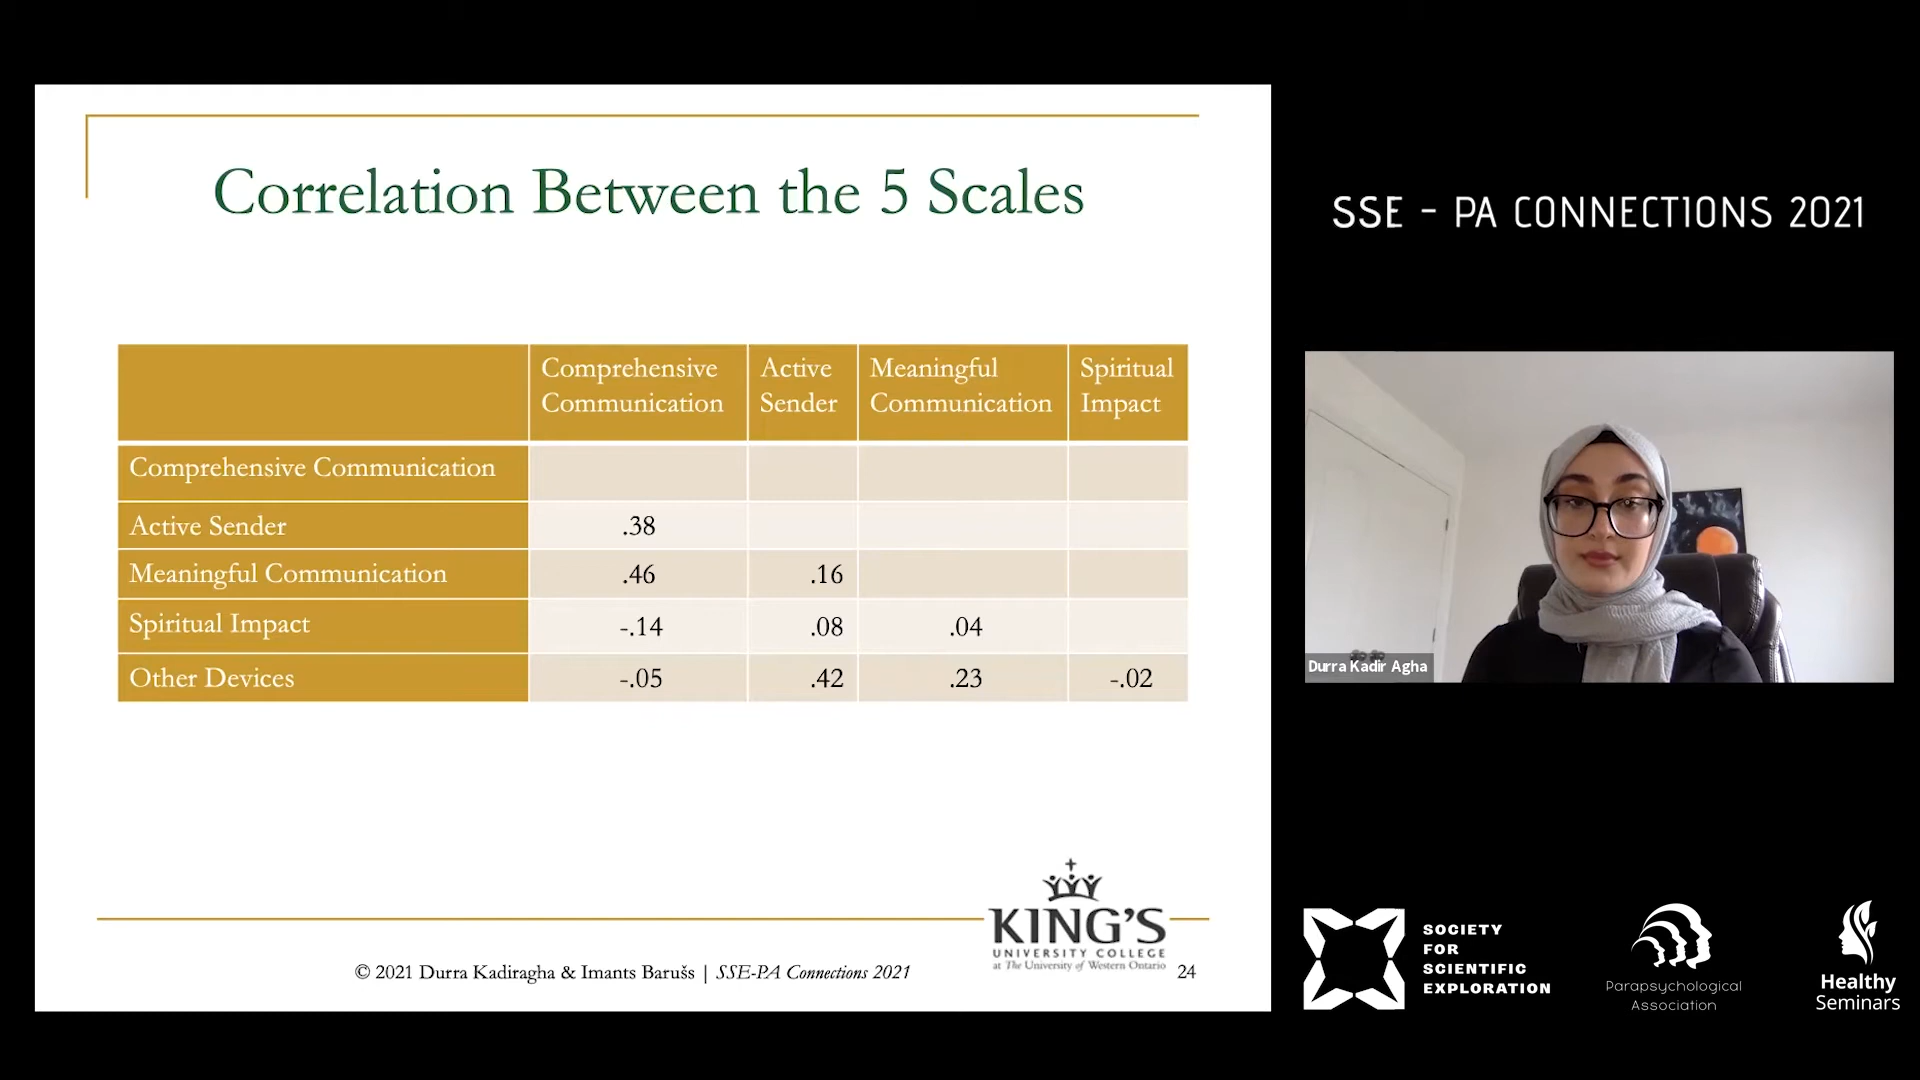 Correlation Between the 5 Scales
Comprehensive Communication
Active Sender
Meaningful Communication
Spiritual Impact
Comprehensive Communication
Active Sender .38
Meaningful Communication .46 .16
Spiritual Impact -.14 .08 .04
Other Devices -.05 .42 .23 -.02
KING'S
UNIVERSITY COLLEGE
at The University of Western Ontario
© 2021 Durra Kadiragha & Imants Barušs | SSE-PA Connections 2021
24
SSE - PA CONNECTIONS 2021
Durra Kadir Agha
SOCIETY
FOR
SCIENTIFIC
EXPLORATION
Parapsychological
Association
Healthy
Seminars